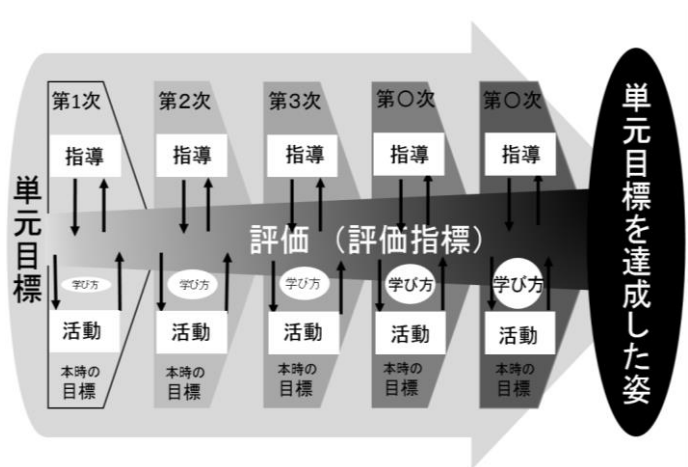 単元目標
第1次
指導
学び方
活動
本時の
目標
第2次
指導
学び方
活動
本時の
目標
第3次
指導
学び方
活動
本時の
目標
第〇次
指導
学び方
活動
本時の
目標
第〇次
指導
学び方
活動
本時の
目標
評価 (評価指標)
単元目標を達成した姿